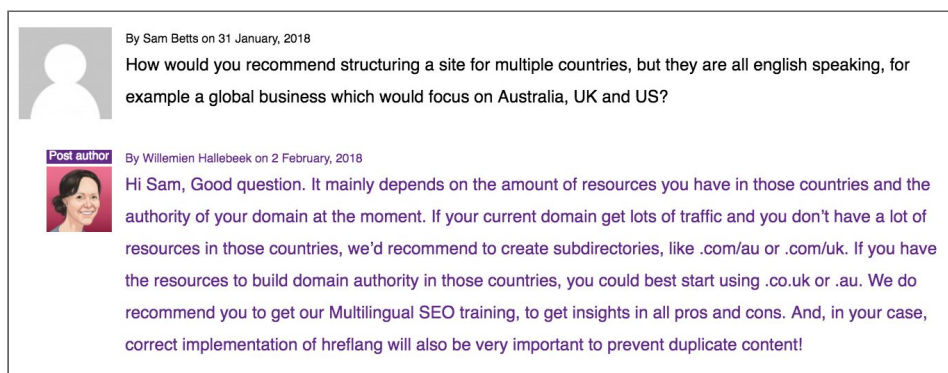 By Sam Betts on 31 January, 2018
How would you recommend structuring a site for multiple countries, but they are all english speaking, for
example a global business which would focus on Australia, UK and US?
Post author
By Willemien Hallebeek on 2 February, 2018
Hi Sam, Good question. It mainly depends on the amount of resources you have in those countries and the
authority of your domain at the moment. If your current domain get lots of traffic and you don't have a lot of
resources in those countries, we'd recommend to create subdirectories, like .com/au or .com/uk. If you have
the resources to build domain authority in those countries, you could best start using .co.uk or .au. We do
recommend you to get our Multilingual SEO training, to get insights in all pros and cons. And, in your case,
correct implementation of hreflang will also be very important to prevent duplicate content!